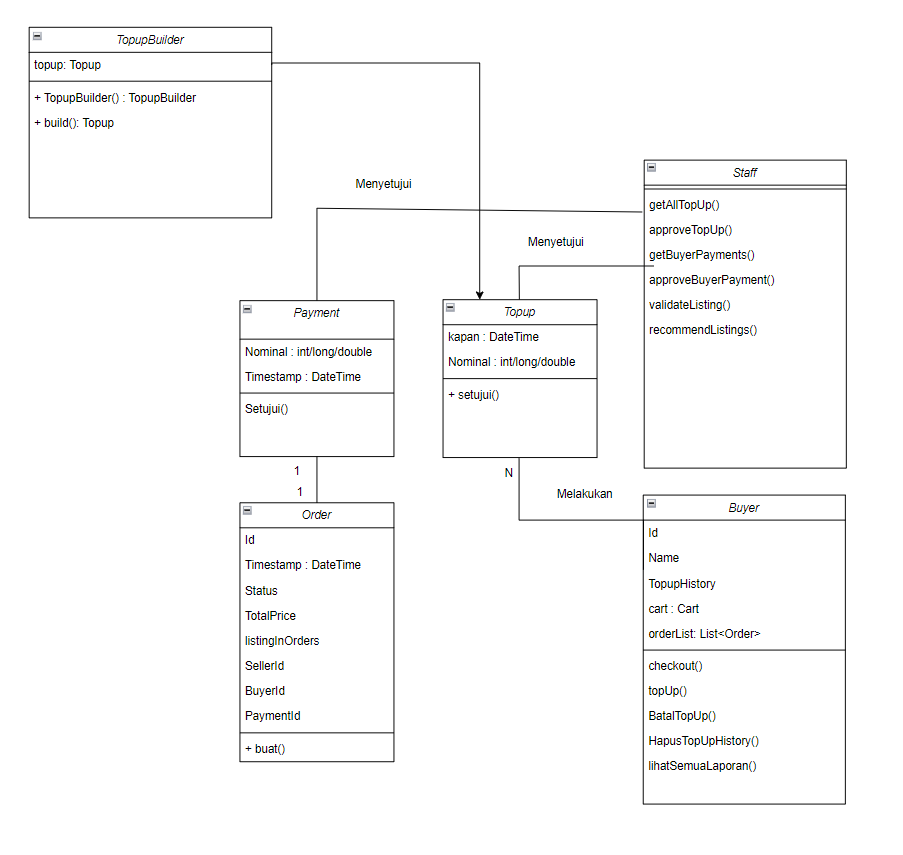 TopupBuilder
topup: Topup
+ TopupBuilder() : TopupBuilder
+ build(): Topup
Menyetujui
Staff
getAllTopUp()
approveTopUp()
getBuyerPayments()
approveBuyerPayment()
validateListing()
recommendListings()
Menyetujui
Payment
Nominal : int/long/double
Timestamp : DateTime
Setujui()
Topup
kapan : DateTime
Nominal : int/long/double
+ setujui()
1
1
N
Melakukan
Order
Id
Timestamp : DateTime
Status
TotalPrice
listingInOrders
SellerId
BuyerId
PaymentId
+ buat()
Buyer
Id
Name
TopupHistory
cart : Cart
orderList: List<Order>
checkout()
topUp()
BatalTopUp()
HapusTopUpHistory()
lihatSemuaLaporan()